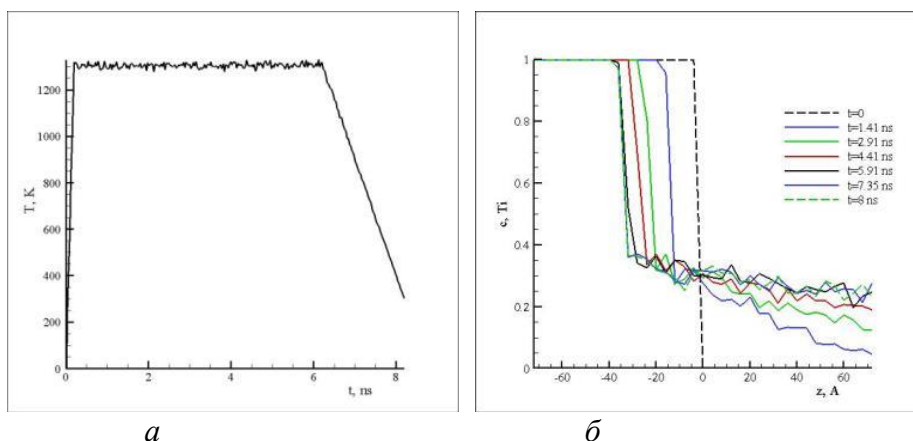 T, K
1200
1000
800
600
400
200
0
0
2
4
6
8
t, ns
c, Ti
1
0.8
0.6
0.4
0.2
0
-60
-40
-20
0
20
40
60
z, A
t=0
t=1.41 ns
t=2.91 ns
t=4.41 ns
t=5.91 ns
t=7.35 ns
t=8 ns
а
б